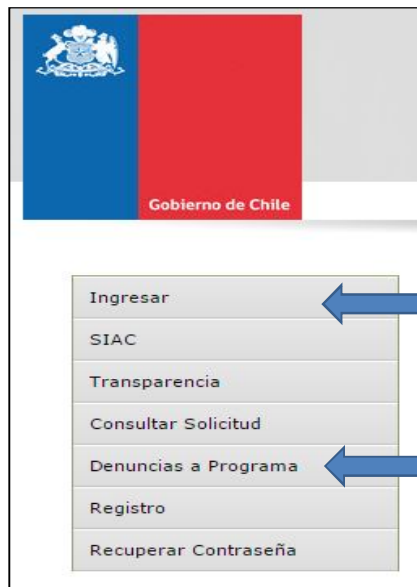 Gobierno de Chile
Ingresar
SIAC
Transparencia
Consultar Solicitud
Denuncias a Programa
Registro
Recuperar Contraseña